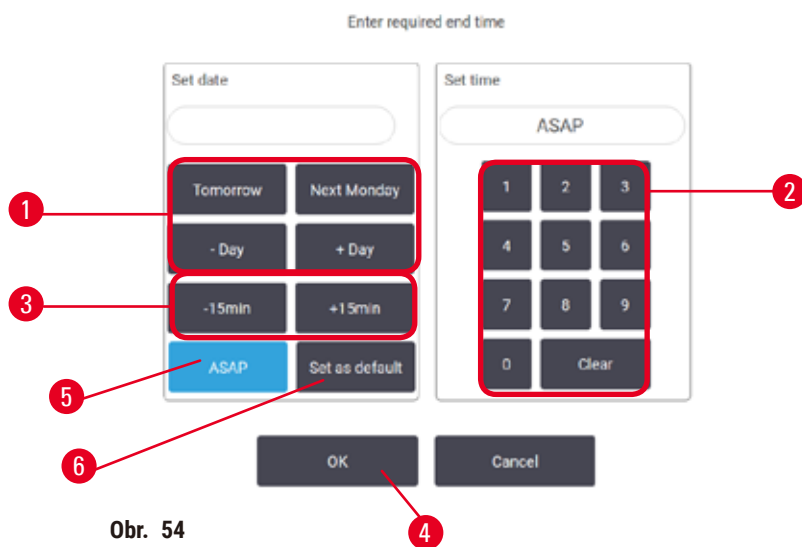 Enter required end time
Set date
Set time
ASAP
Tomorrow
Next Monday
1
2
3
1
2
- Day
+ Day
4
5
6
3
-15min
+15min
7
8
9
ASAP
Set as default
0
Clear
5
6
OK
Cancel
4
Obr. 54